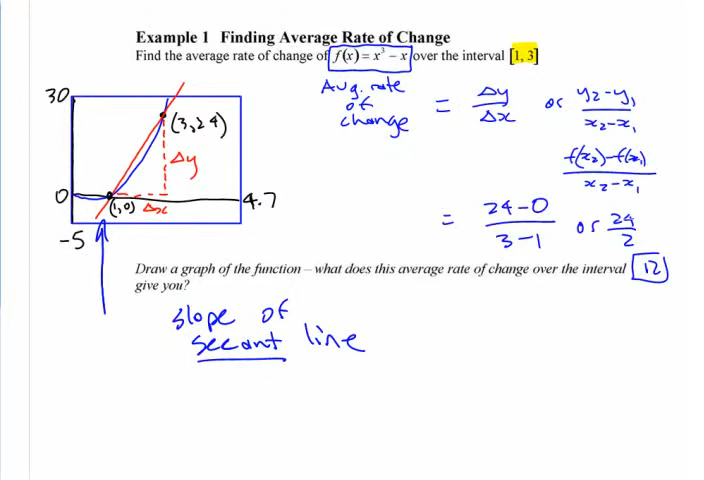 Example 1 Finding Average Rate of Change
Find the average rate of change of f(x) = x³ − x over the interval [1, 3]
Avg. rate of change = Δy/Δx or (y₂−y₁)/(x₂−x₁)
(f(x₂)−f(x₁))/(x₂−x₁)
= (24−0)/(3−1) or 24/2
12
30
(3,24)
Δy
0
(1,0)
Δx
4.7
−5
Draw a graph of the function – what does this average rate of change over the interval
give you?
slope of
secant line